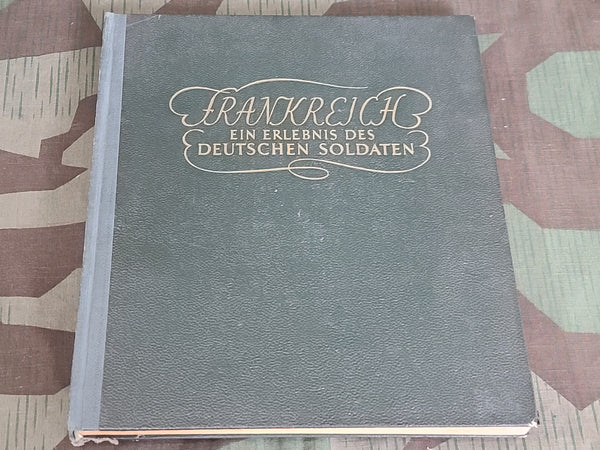 FRANKREICH
EIN ERLEBNIS DES
DEUTSCHEN SOLDATEN